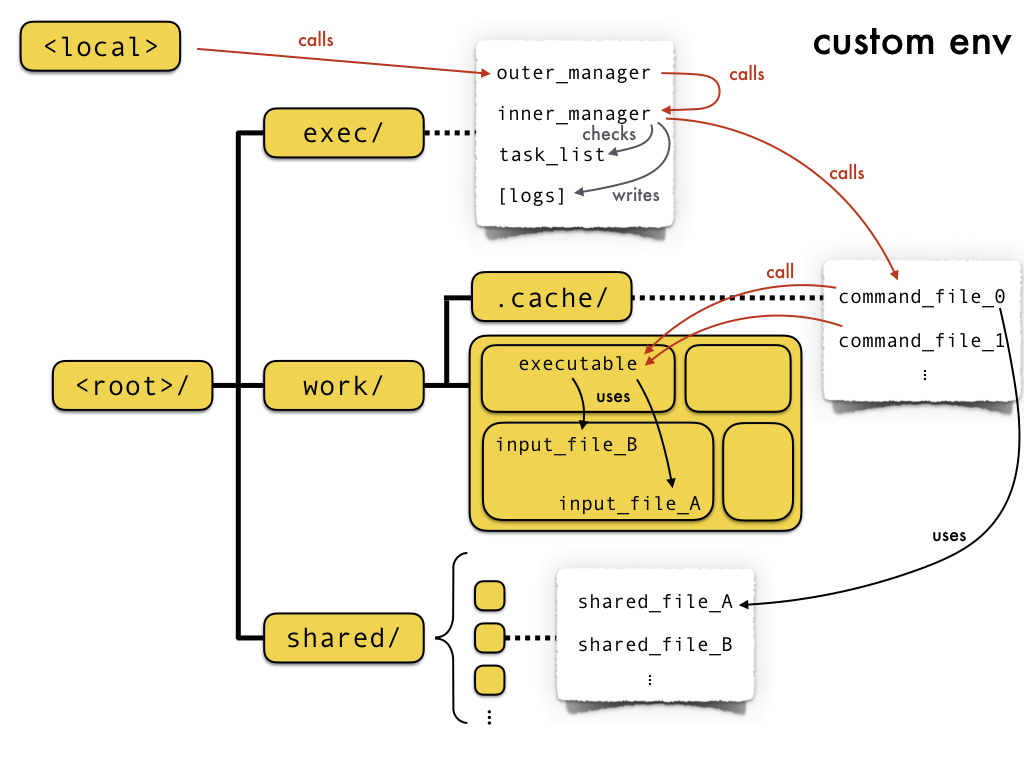 <local>
calls
custom env
outer_manager
calls
inner_manager
checks
task_list
[logs]
writes
exec/
calls
call
.cache/
command_file_0
command_file_1
⋮
<root>/
work/
executable
uses
input_file_B
input_file_A
uses
shared/
shared_file_A
shared_file_B
⋮
⋮